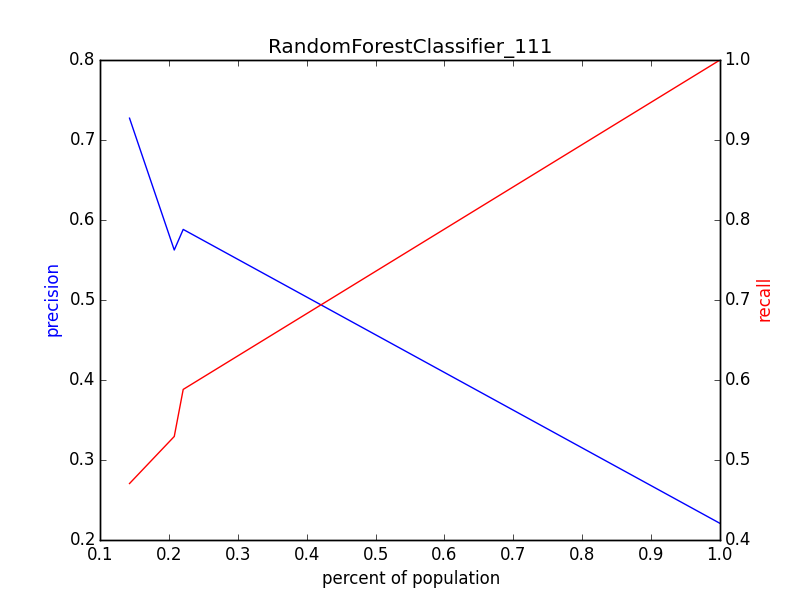 RandomForestClassifier_111
0.8
0.7
0.6
0.5
0.4
0.3
0.2
precision
1.0
0.9
0.8
0.7
0.6
0.5
0.4
recall
0.1 0.2 0.3 0.4 0.5 0.6 0.7 0.8 0.9 1.0
percent of population